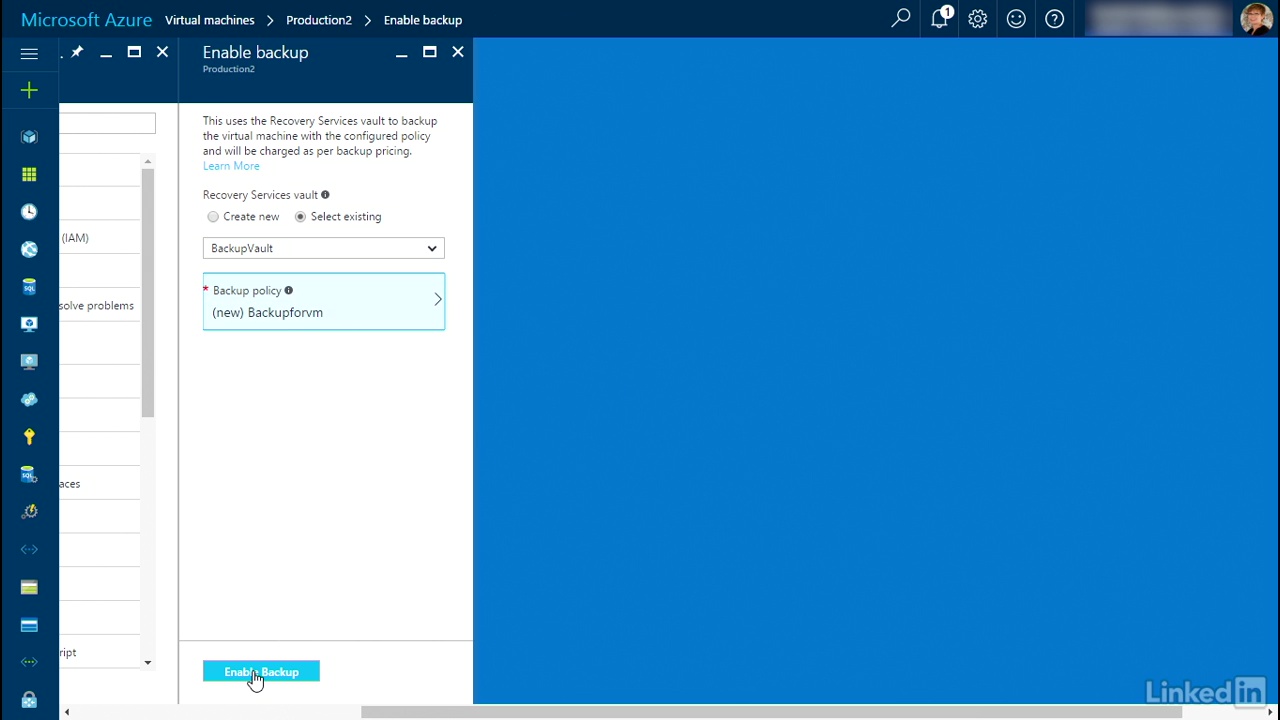 Microsoft Azure Virtual machines > Production2 > Enable backup
1
Enable backup
Production2
This uses the Recovery Services vault to backup
the virtual machine with the configured policy
and will be charged as per backup pricing.
Learn More
Recovery Services vault
Create new Select existing
BackupVault
* Backup policy
(new) Backupforvm
(IAM)
solve problems
aces
ript
Enable Backup
LinkedIn